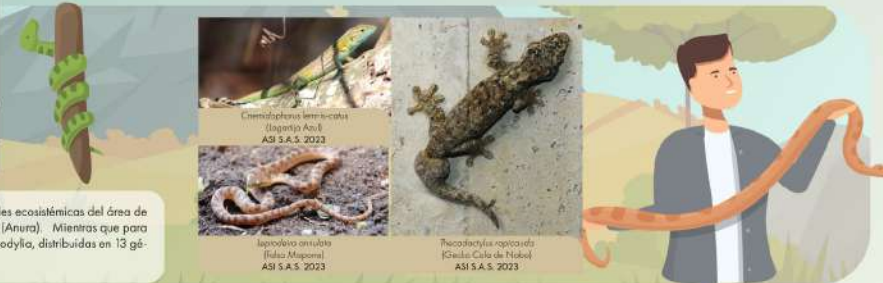 Cnemidophorus lemniscatus
(Lagartija Azul)
ASI S.A.S. 2023
Leptodeira annulata
(Falsa Mapaná)
ASI S.A.S. 2023
Thecadactylus rapicauda
(Gecko Cola de Nabo)
ASI S.A.S. 2023
es ecosistémicas del área de
(Anura). Mientras que para
odylia, distribuidas en 13 gé-